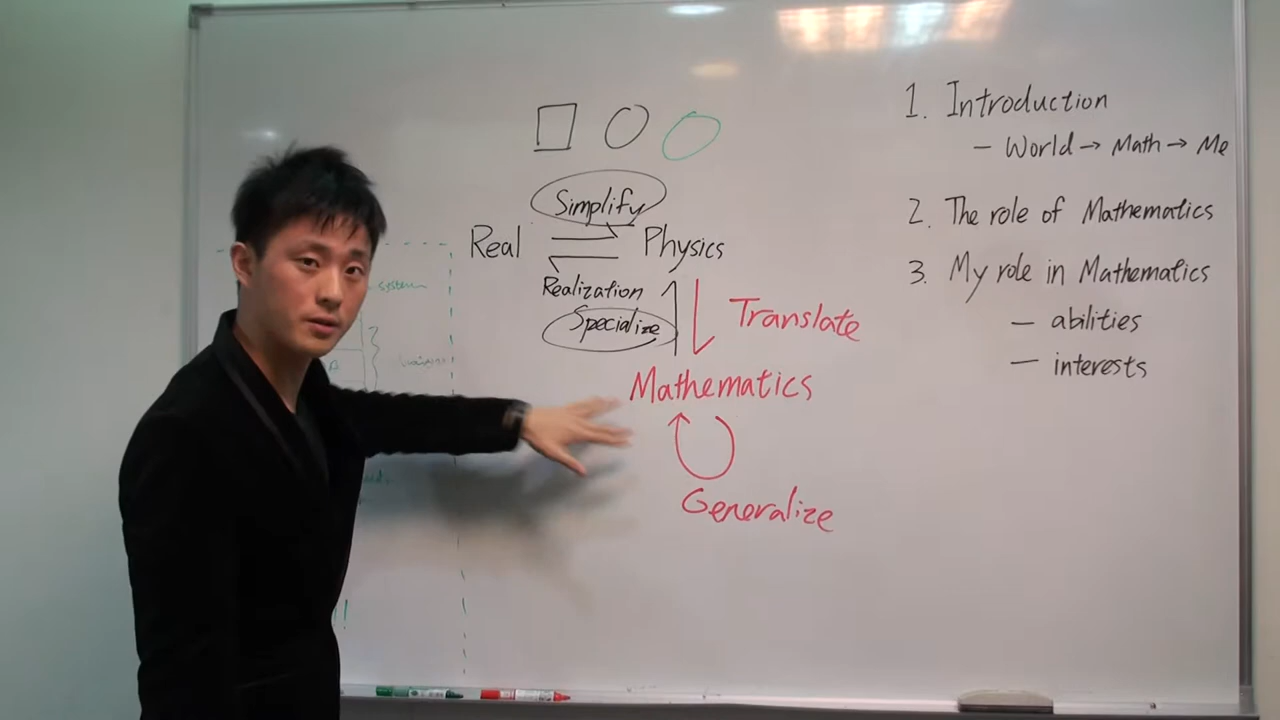 Simplify
Real
Physics
Realization
Specialize
Translate
Mathematics
Generalize
system
1. Introduction
- World → Math → Me
2. The role of Mathematics
3. My role in Mathematics
- abilities
- interests